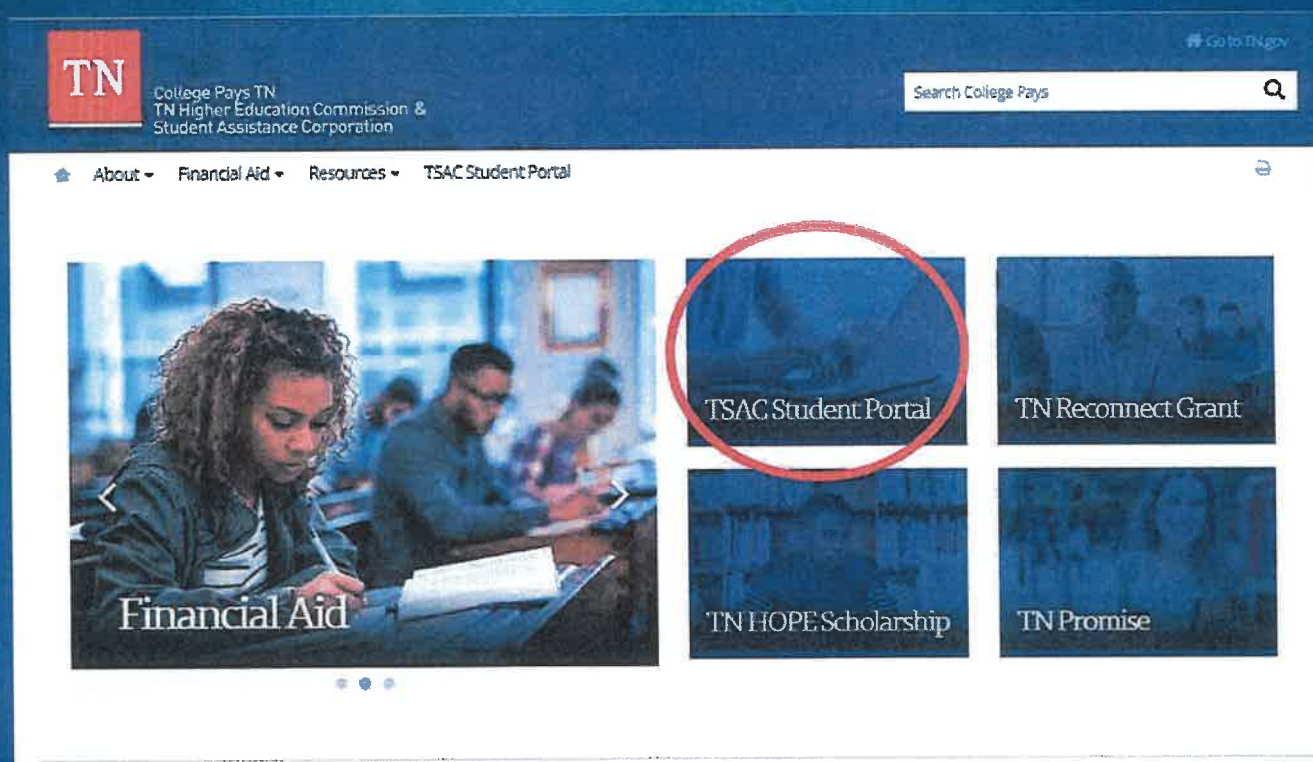 Go to TN.gov
TN
College Pays TN
TN Higher Education Commission &
Student Assistance Corporation
Search College Pays
About
Financial Aid
Resources
TSAC Student Portal
TSAC Student Portal
TN Reconnect Grant
Financial Aid
TN HOPE Scholarship
TN Promise